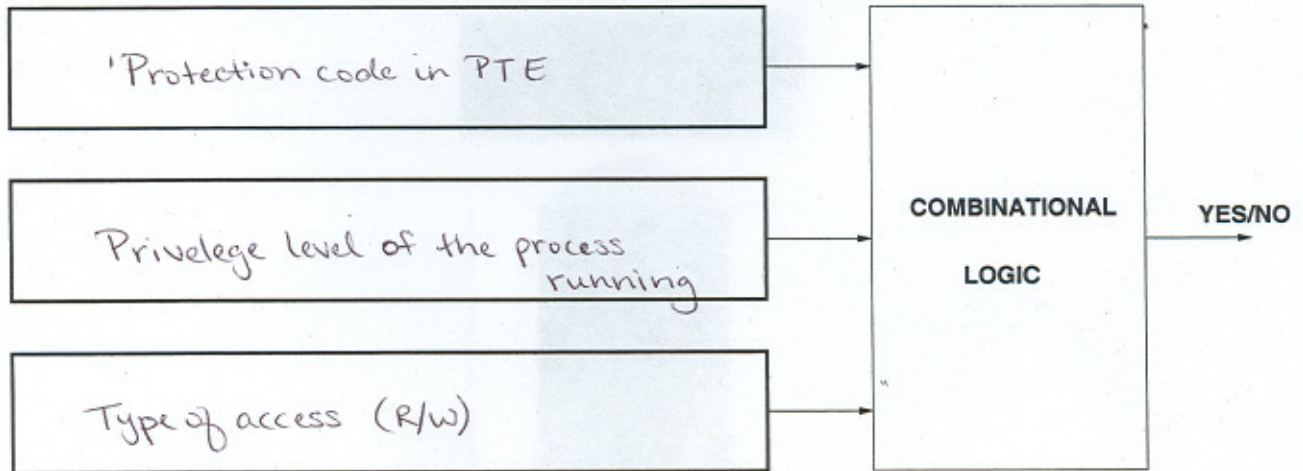 'Protection code in PTE
Privelege level of the process
running
Type of access (R/W)
COMBINATIONAL
LOGIC
YES/NO